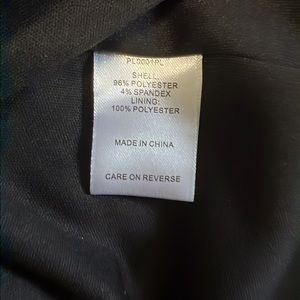 PL0001PL
SHELL:
96% POLYESTER
4% SPANDEX
LINING:
100% POLYESTER
MADE IN CHINA
CARE ON REVERSE